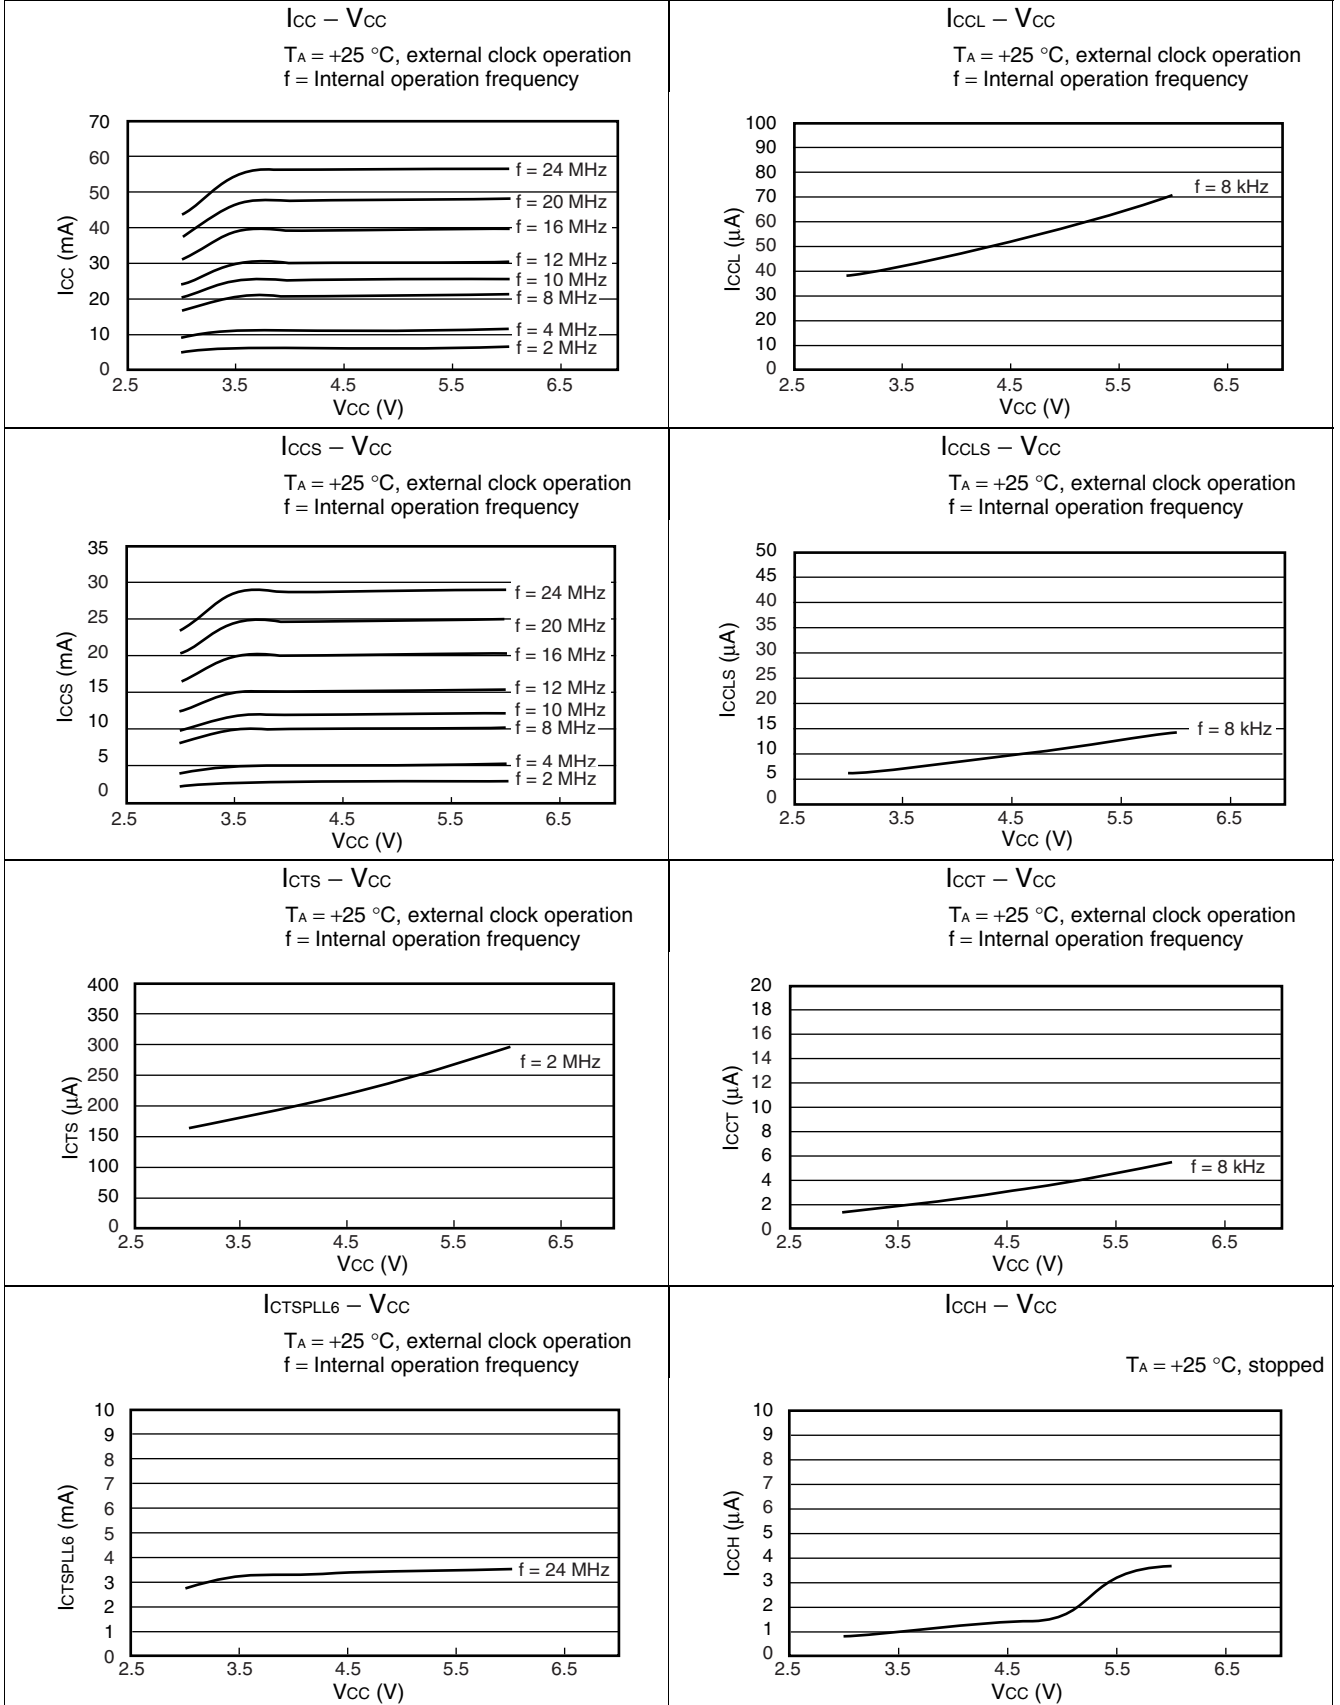 ICC – VCC
TA = +25 °C, external clock operation
f = Internal operation frequency
70
60
50
40
30
20
10
0
ICC (mA)
f = 24 MHz
f = 20 MHz
f = 16 MHz
f = 12 MHz
f = 10 MHz
f = 8 MHz
f = 4 MHz
f = 2 MHz
2.5 3.5 4.5 5.5 6.5
VCC (V)
ICCL – VCC
TA = +25 °C, external clock operation
f = Internal operation frequency
100
90
80
70
60
50
40
30
20
10
0
ICCL (μA)
f = 8 kHz
2.5 3.5 4.5 5.5 6.5
VCC (V)
ICCS – VCC
TA = +25 °C, external clock operation
f = Internal operation frequency
35
30
25
20
15
10
5
0
ICCS (mA)
f = 24 MHz
f = 20 MHz
f = 16 MHz
f = 12 MHz
f = 10 MHz
f = 8 MHz
f = 4 MHz
f = 2 MHz
2.5 3.5 4.5 5.5 6.5
VCC (V)
ICCLS – VCC
TA = +25 °C, external clock operation
f = Internal operation frequency
50
45
40
35
30
25
20
15
10
5
0
ICCLS (μA)
f = 8 kHz
2.5 3.5 4.5 5.5 6.5
VCC (V)
ICTS – VCC
TA = +25 °C, external clock operation
f = Internal operation frequency
400
350
300
250
200
150
100
50
0
ICTS (μA)
f = 2 MHz
2.5 3.5 4.5 5.5 6.5
VCC (V)
ICCT – VCC
TA = +25 °C, external clock operation
f = Internal operation frequency
20
18
16
14
12
10
8
6
4
2
0
ICCT (μA)
f = 8 kHz
2.5 3.5 4.5 5.5 6.5
VCC (V)
ICTSPLL6 – VCC
TA = +25 °C, external clock operation
f = Internal operation frequency
10
9
8
7
6
5
4
3
2
1
0
ICTSPLL6 (mA)
f = 24 MHz
2.5 3.5 4.5 5.5 6.5
VCC (V)
ICCH – VCC
TA = +25 °C, stopped
10
9
8
7
6
5
4
3
2
1
0
ICCH (μA)
2.5 3.5 4.5 5.5 6.5
VCC (V)